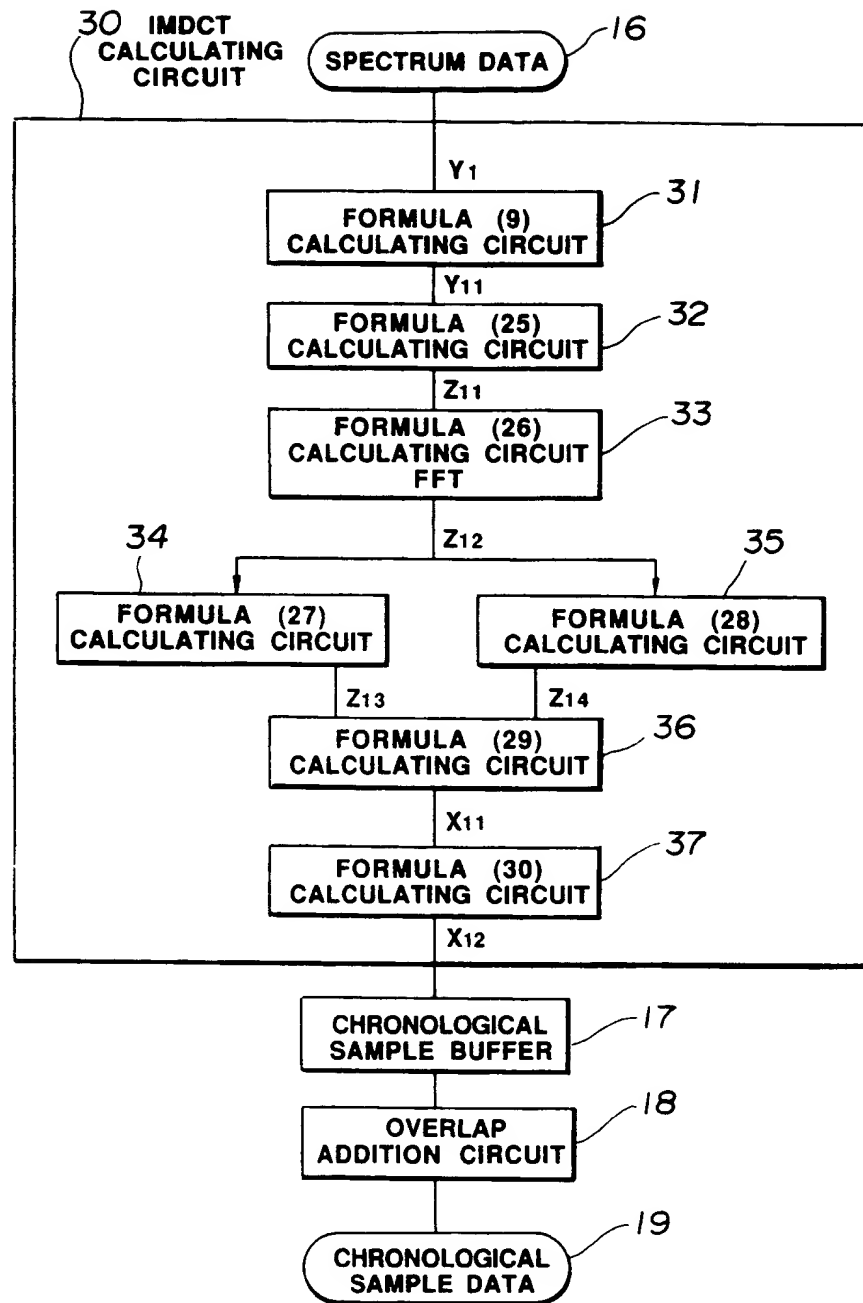 30 IMDCT
CALCULATING
CIRCUIT
SPECTRUM DATA
16
Y1
FORMULA (9)
CALCULATING CIRCUIT
31
Y11
FORMULA (25)
CALCULATING CIRCUIT
32
Z11
FORMULA (26)
CALCULATING CIRCUIT
FFT
33
Z12
34
FORMULA (27)
CALCULATING CIRCUIT
35
FORMULA (28)
CALCULATING CIRCUIT
Z13
Z14
FORMULA (29)
CALCULATING CIRCUIT
36
X11
FORMULA (30)
CALCULATING CIRCUIT
37
X12
CHRONOLOGICAL
SAMPLE BUFFER
17
OVERLAP
ADDITION CIRCUIT
18
CHRONOLOGICAL
SAMPLE DATA
19